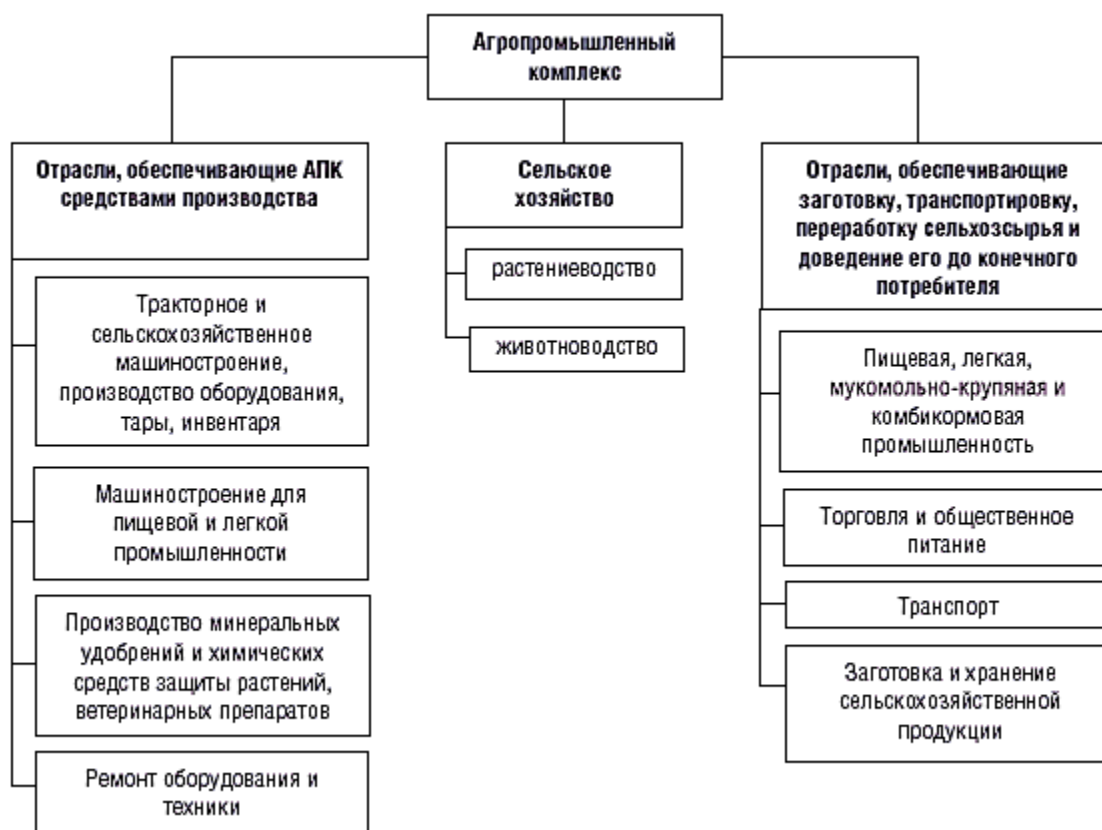 Агропромышленный
комплекс
Отрасли, обеспечивающие АПК
средствами производства
Тракторное и
сельскохозяйственное
машиностроение,
производство оборудования,
тары, инвентаря
Машиностроение для
пищевой и легкой
промышленности
Производство минеральных
удобрений и химических
средств защиты растений,
ветеринарных препаратов
Ремонт оборудования и
техники
Сельское
хозяйство
растениеводство
животноводство
Отрасли, обеспечивающие
заготовку, транспортировку,
переработку сельхозсырья и
доведение его до конечного
потребителя
Пищевая, легкая,
мукомольно-крупяная и
комбикормовая
промышленность
Торговля и общественное
питание
Транспорт
Заготовка и хранение
сельскохозяйственной
продукции